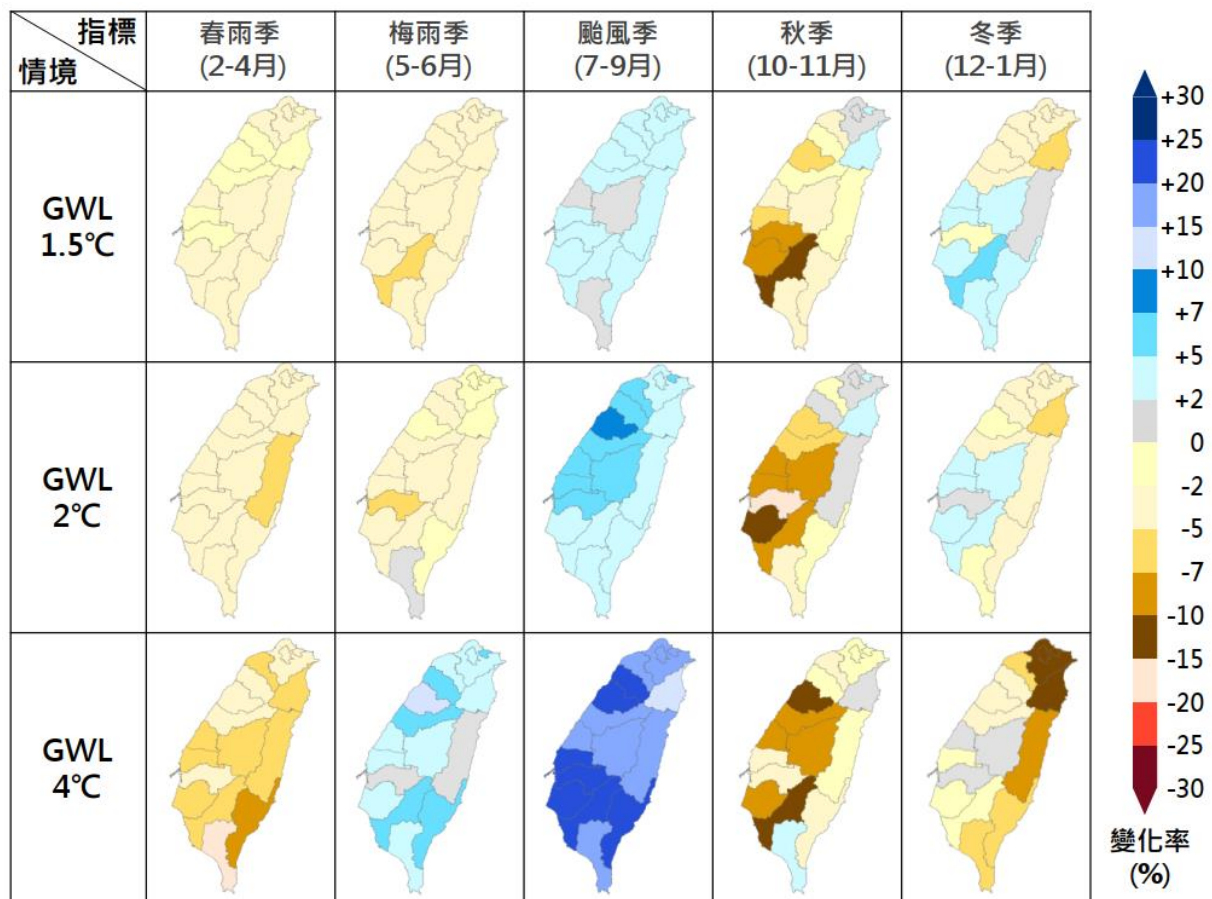 指標
情境
春雨季
(2-4月)
梅雨季
(5-6月)
颱風季
(7-9月)
秋季
(10-11月)
冬季
(12-1月)
GWL
1.5℃
GWL
2℃
GWL
4℃
+30
+25
+20
+15
+10
+7
+5
+2
0
-2
-5
-7
-10
-15
-20
-25
-30
變化率
(%)